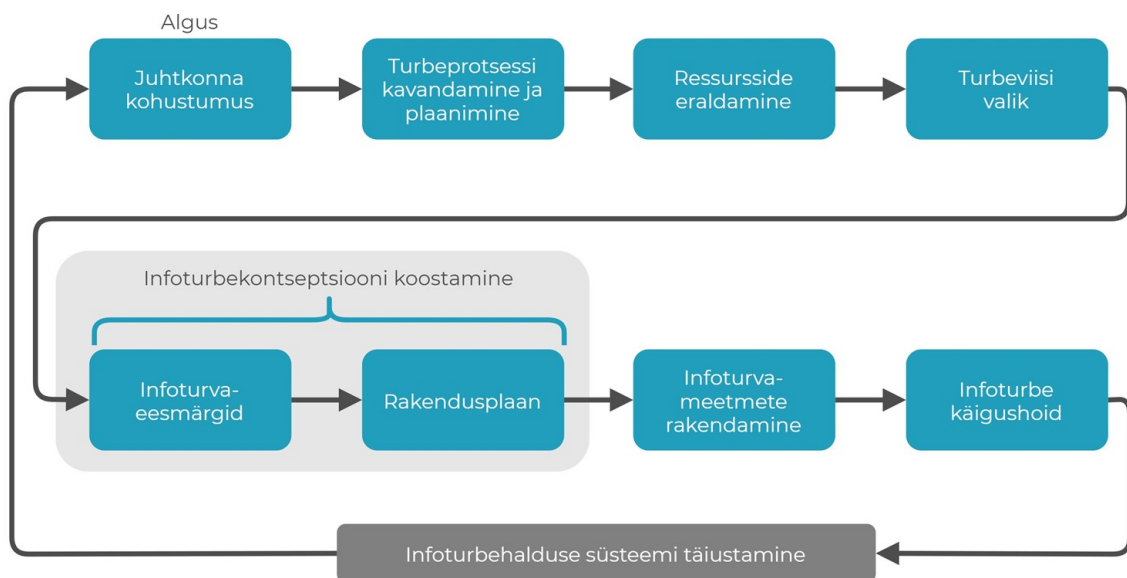 Algus
Juhtkonna
kohustumus
Turbeprotsessi
kavandamine ja
plaanimine
Ressursside
eraldamine
Turbeviisi
valik
Infoturbekontseptsiooni koostamine
Infoturva-
eesmärgid
Rakendusplaan
Infoturva-
meetmete
rakendamine
Infoturbe
käigushoid
Infoturbehalduse süsteemi täiustamine